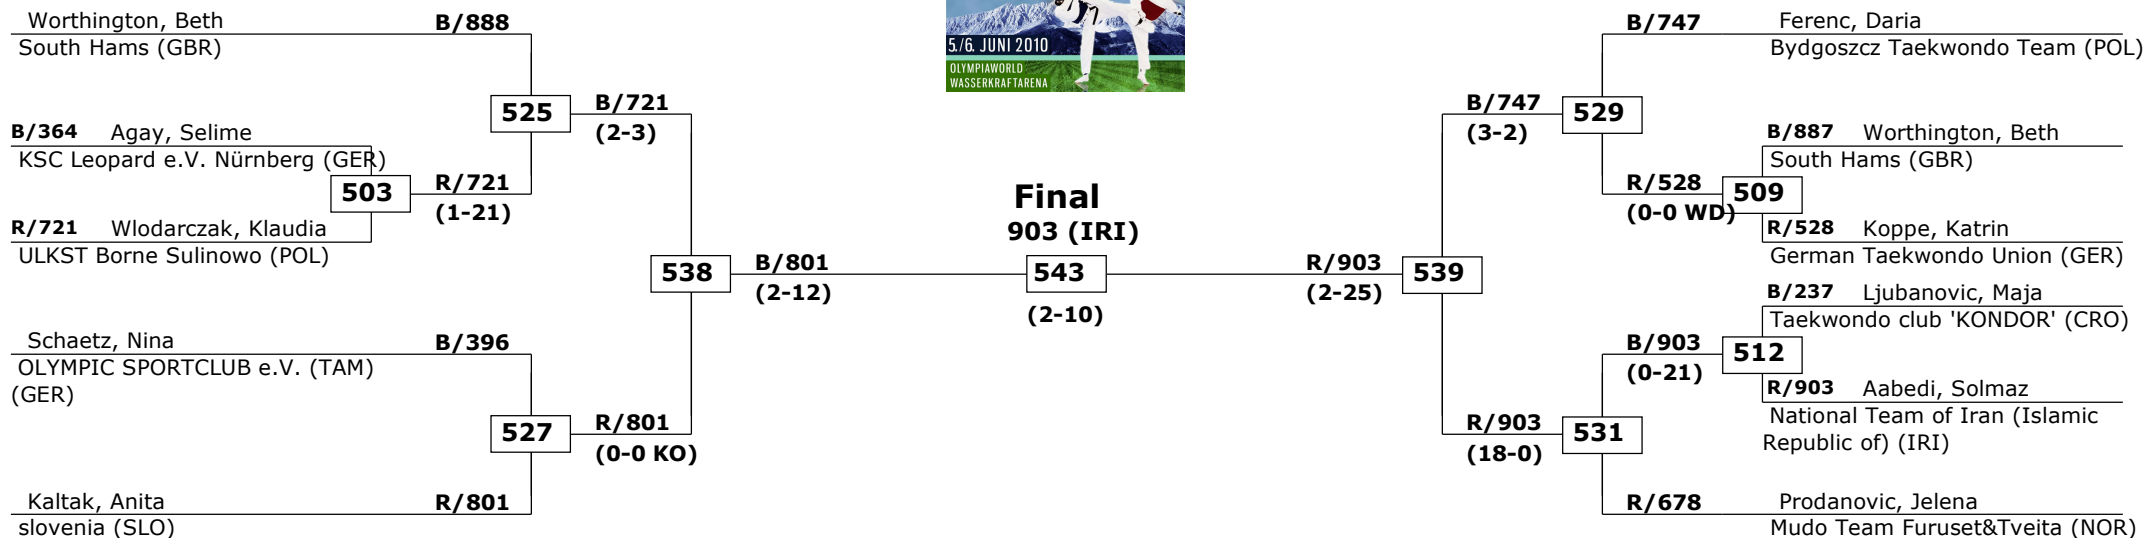 Worthington, Beth
B/888
South Hams (GBR)
525
B/721
(2-3)
B/364 Agay, Selime
KSC Leopard e.V. Nürnberg (GER)
503
R/721
(1-21)
R/721 Wlodarczak, Klaudia
ULKST Borne Sulinowo (POL)
538
B/801
(2-12)
Schaetz, Nina
B/396
OLYMPIC SPORTCLUB e.V. (TAM)
(GER)
527
R/801
(0-0 KO)
Kaltak, Anita
R/801
slovenia (SLO)
5./6. JUNI 2010
OLYMPIAWORLD
WASSERKRAFTARENA
Final
903 (IRI)
543
(2-10)
R/903
(2-25)
539
B/747
(3-2)
529
B/747 Ferenc, Daria
Bydgoszcz Taekwondo Team (POL)
B/887 Worthington, Beth
South Hams (GBR)
R/528
(0-0 WD)
509
R/528 Koppe, Katrin
German Taekwondo Union (GER)
B/237 Ljubanovic, Maja
Taekwondo club 'KONDOR' (CRO)
B/903
(0-21)
512
R/903 Aabedi, Solmaz
National Team of Iran (Islamic
Republic of) (IRI)
R/903
(18-0)
531
R/678 Prodanovic, Jelena
Mudo Team Furuset&Tveita (NOR)